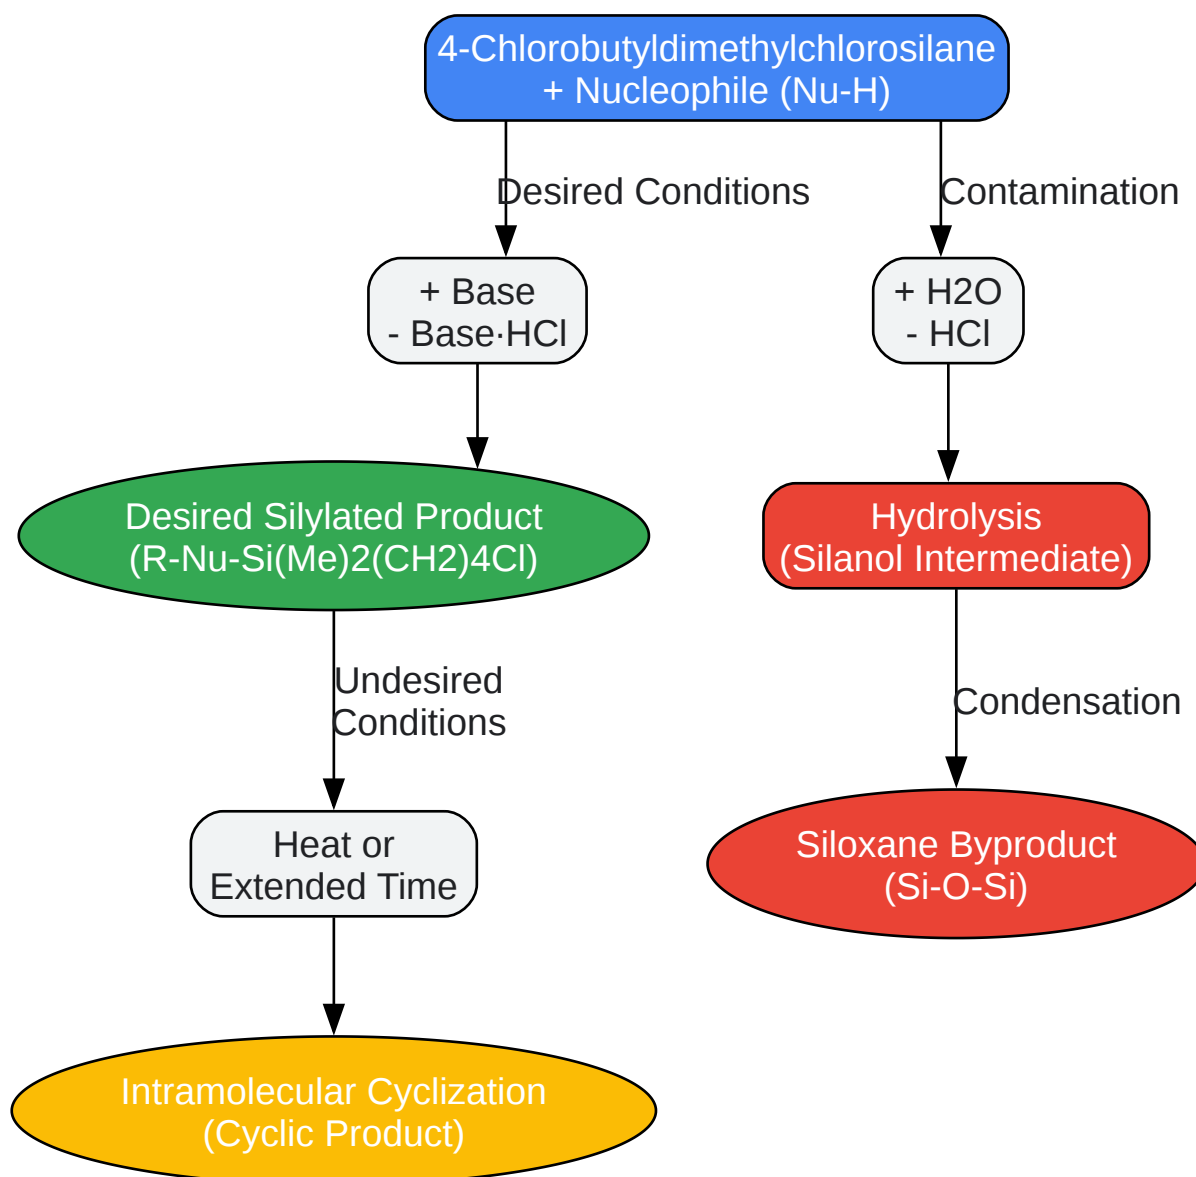 4-Chlorobutyldimethylchlorosilane
+ Nucleophile (Nu-H)
Desired Conditions
Contamination
+ Base
- Base·HCl
+ H2O
- HCl
Desired Silylated Product
(R-Nu-Si(Me)2(CH2)4Cl)
Hydrolysis
(Silanol Intermediate)
Undesired
Conditions
Condensation
Heat or
Extended Time
Siloxane Byproduct
(Si-O-Si)
Intramolecular Cyclization
(Cyclic Product)